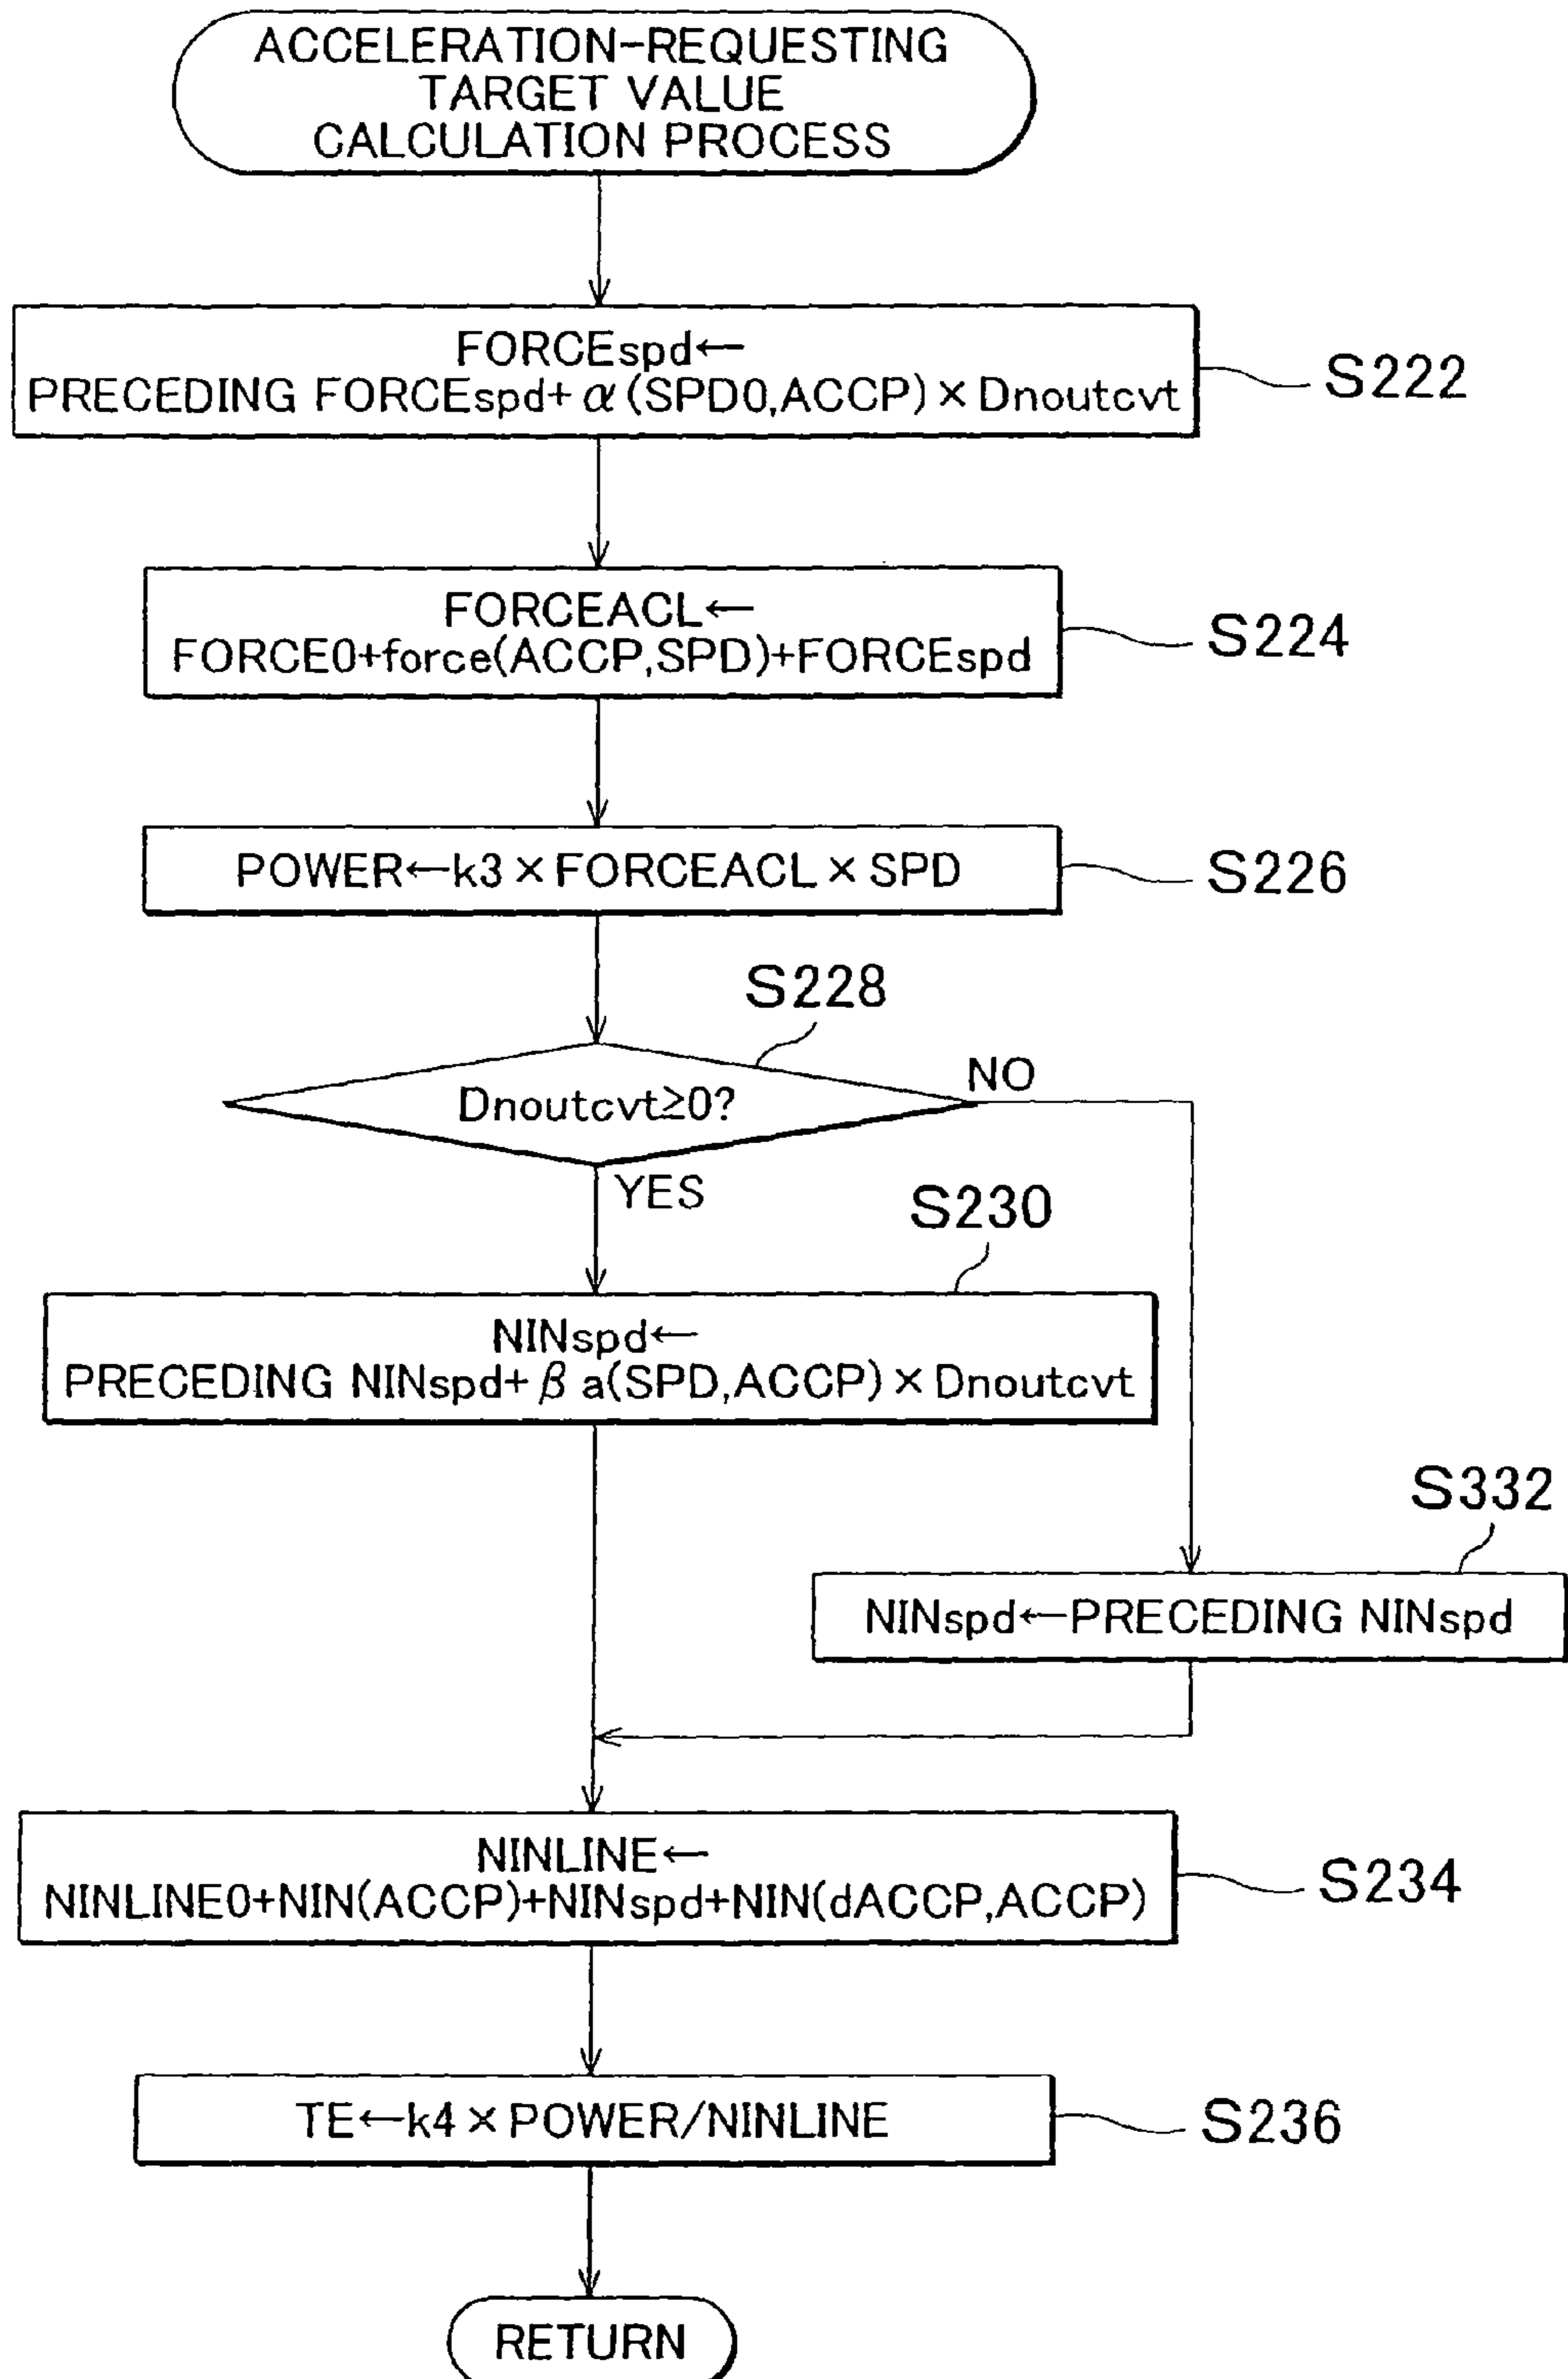 ACCELERATION-REQUESTING
TARGET VALUE
CALCULATION PROCESS
FORCEspd←
PRECEDING FORCEspd+α(SPD0,ACCP)×Dnoutcvt
S222
FORCEACL←
FORCE0+force(ACCP,SPD)+FORCEspd
S224
POWER←k3×FORCEACL×SPD
S226
S228
Dnoutcvt≥0?
NO
YES
S230
NINspd←
PRECEDING NINspd+β a(SPD,ACCP)×Dnoutcvt
S332
NINspd←PRECEDING NINspd
NINLINE←
NINLINE0+NIN(ACCP)+NINspd+NIN(dACCP,ACCP)
S234
TE←k4×POWER/NINLINE
S236
RETURN